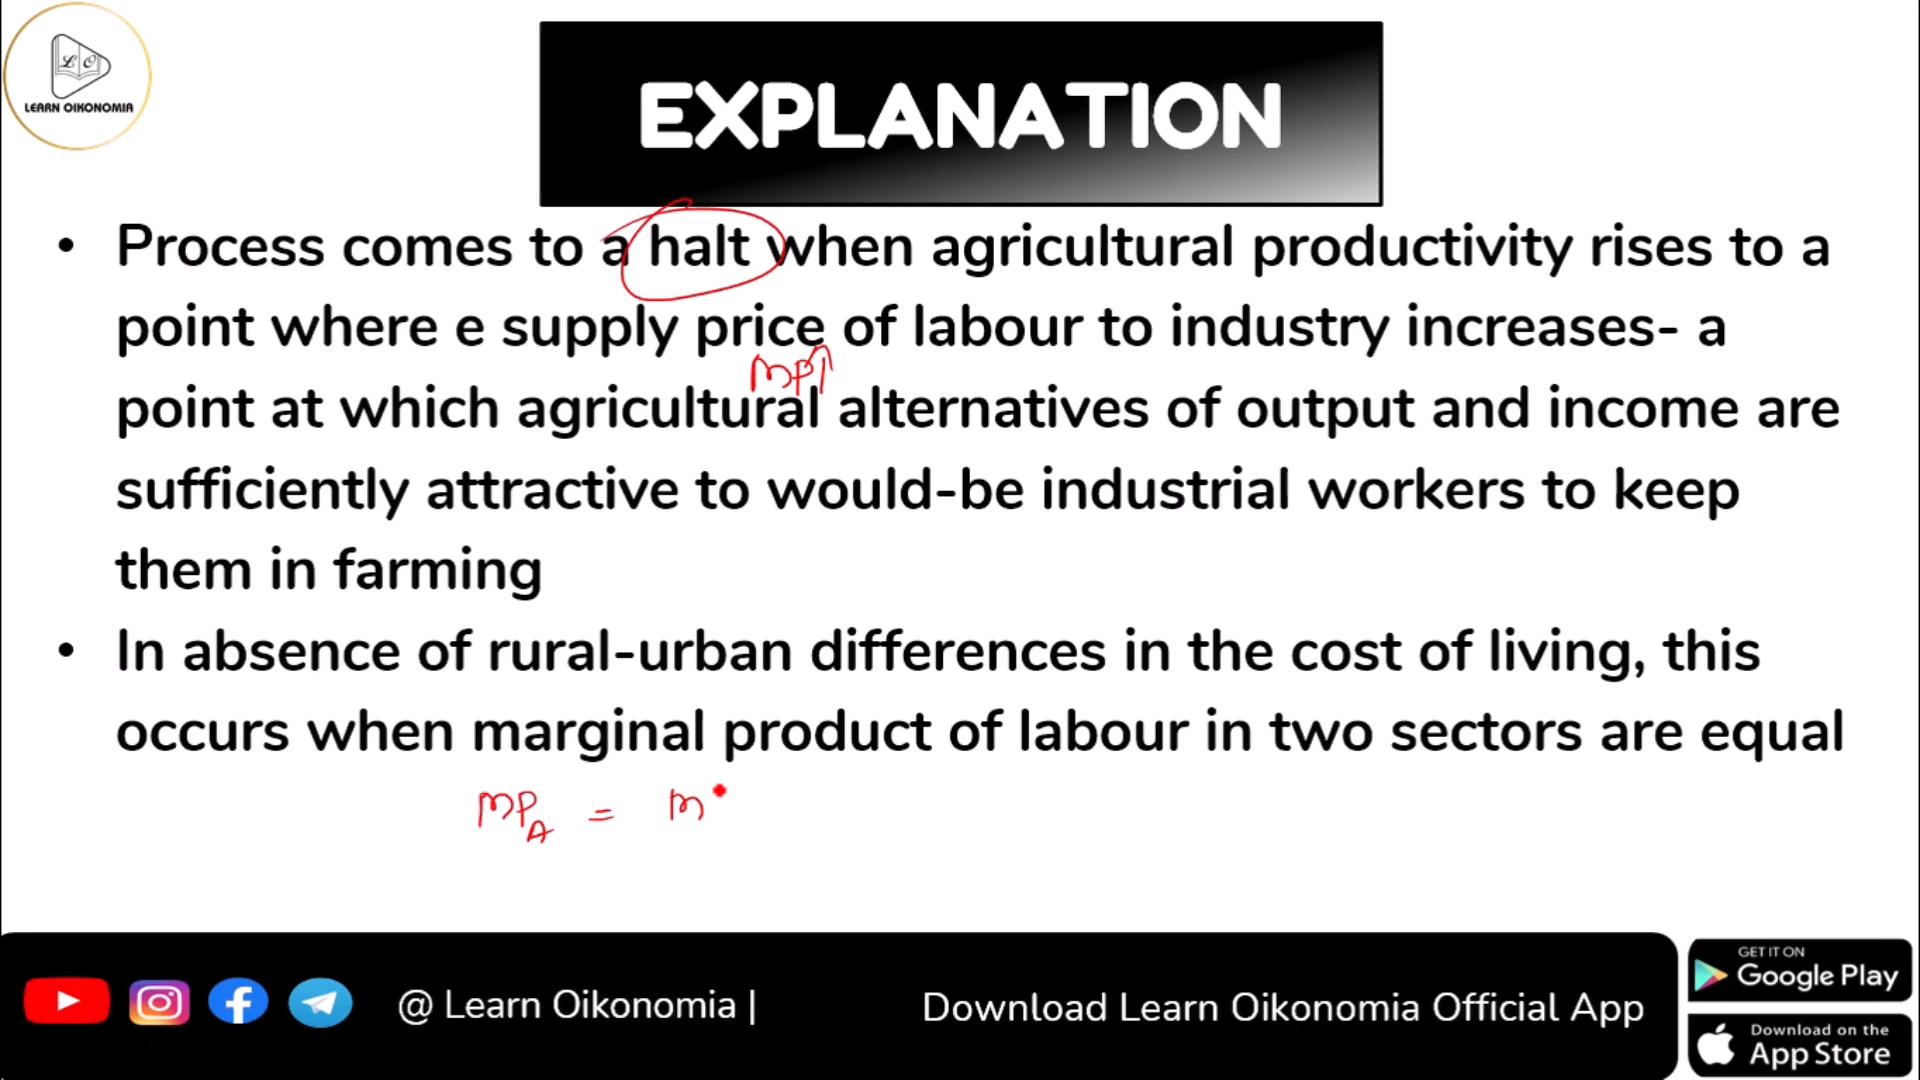 LO
LEARN OIKONOMIA
EXPLANATION
• Process comes to a halt when agricultural productivity rises to a
point where e supply price of labour to industry increases- a
MP↑
point at which agricultural alternatives of output and income are
sufficiently attractive to would-be industrial workers to keep
them in farming
• In absence of rural-urban differences in the cost of living, this
occurs when marginal product of labour in two sectors are equal
MP_A = M
@ Learn Oikonomia |
Download Learn Oikonomia Official App
GET IT ON
Google Play
Download on the
App Store